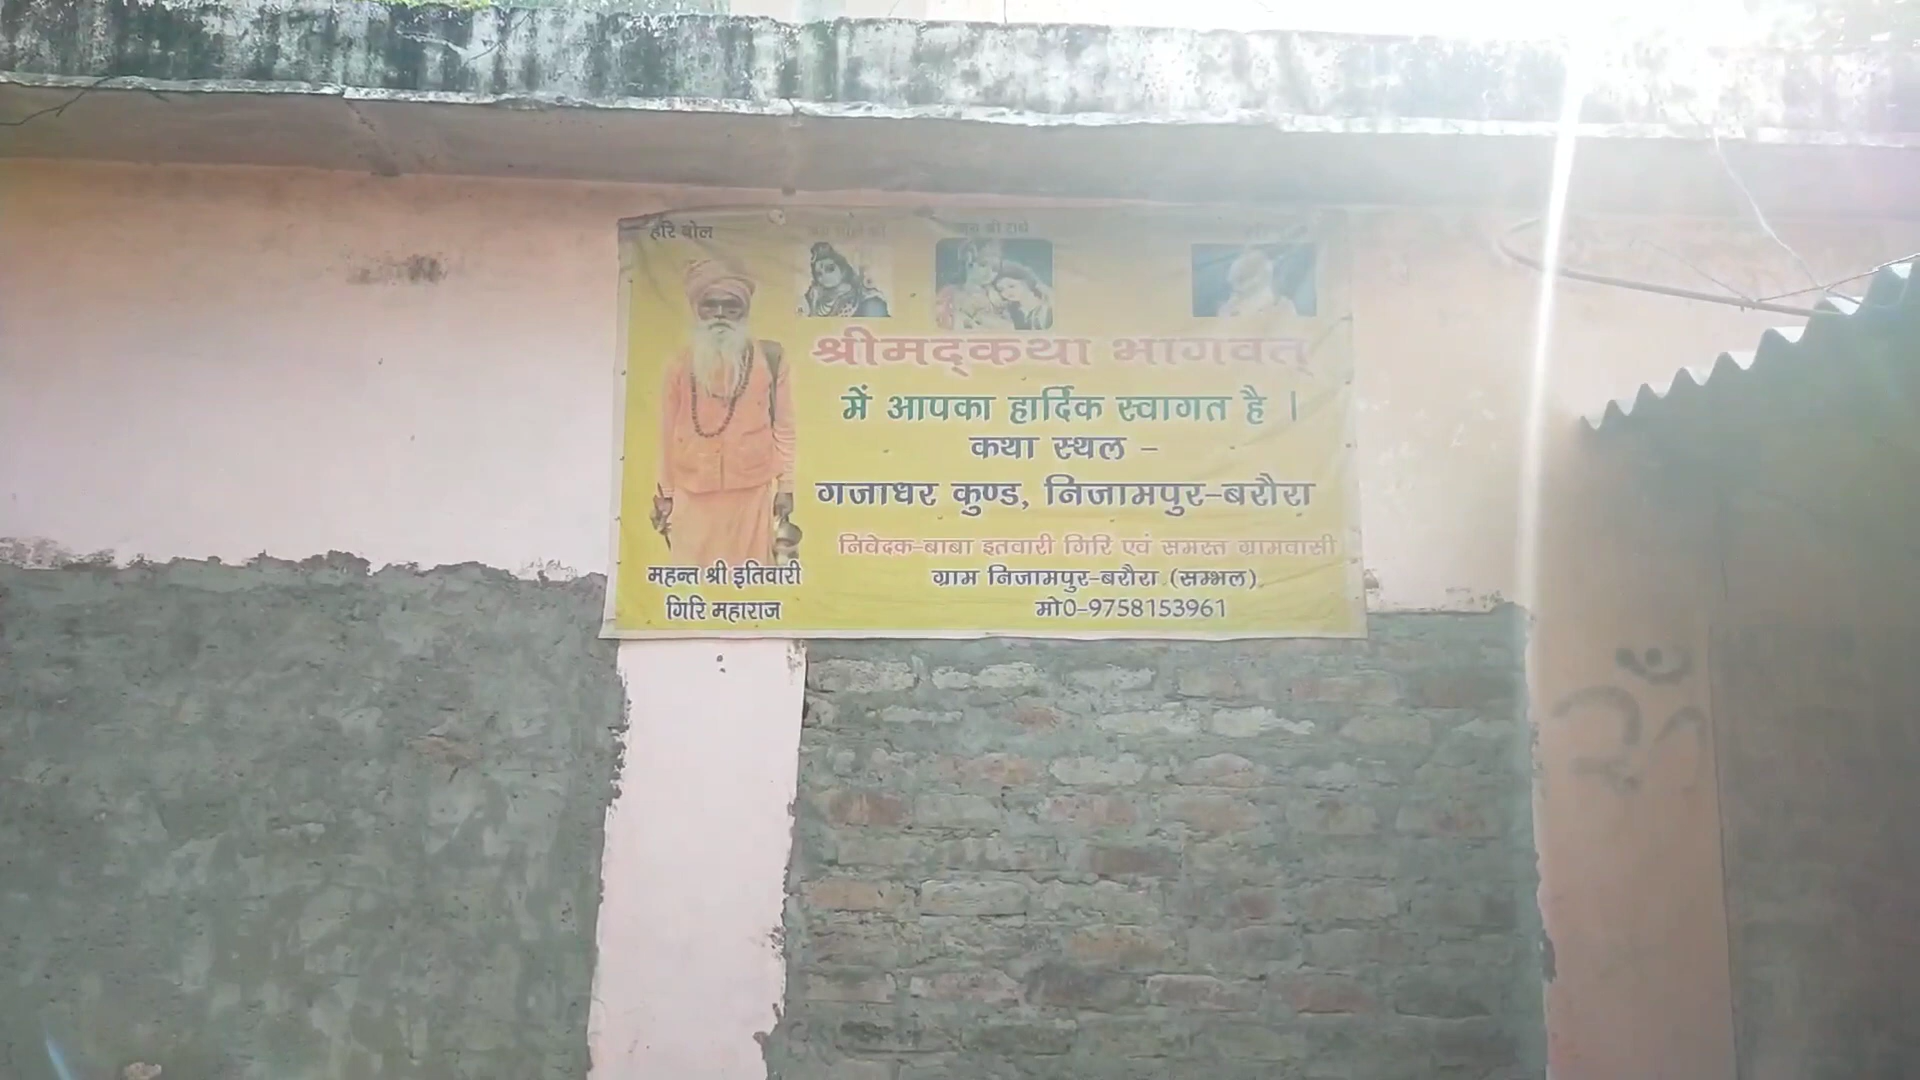 हरि बोल
जय श्री राधे
श्रीमद्कथा भागवत्
में आपका हार्दिक स्वागत है ।
कथा स्थल –
गजाधर कुण्ड, निजामपुर-बरौरा
निवेदक-बाबा इतवारी गिरि एवं समस्त ग्रामवासी
ग्राम निजामपुर-बरौरा (सम्भल)
मो0-9758153961
महन्त श्री इतिवारी
गिरि महाराज
ॐ